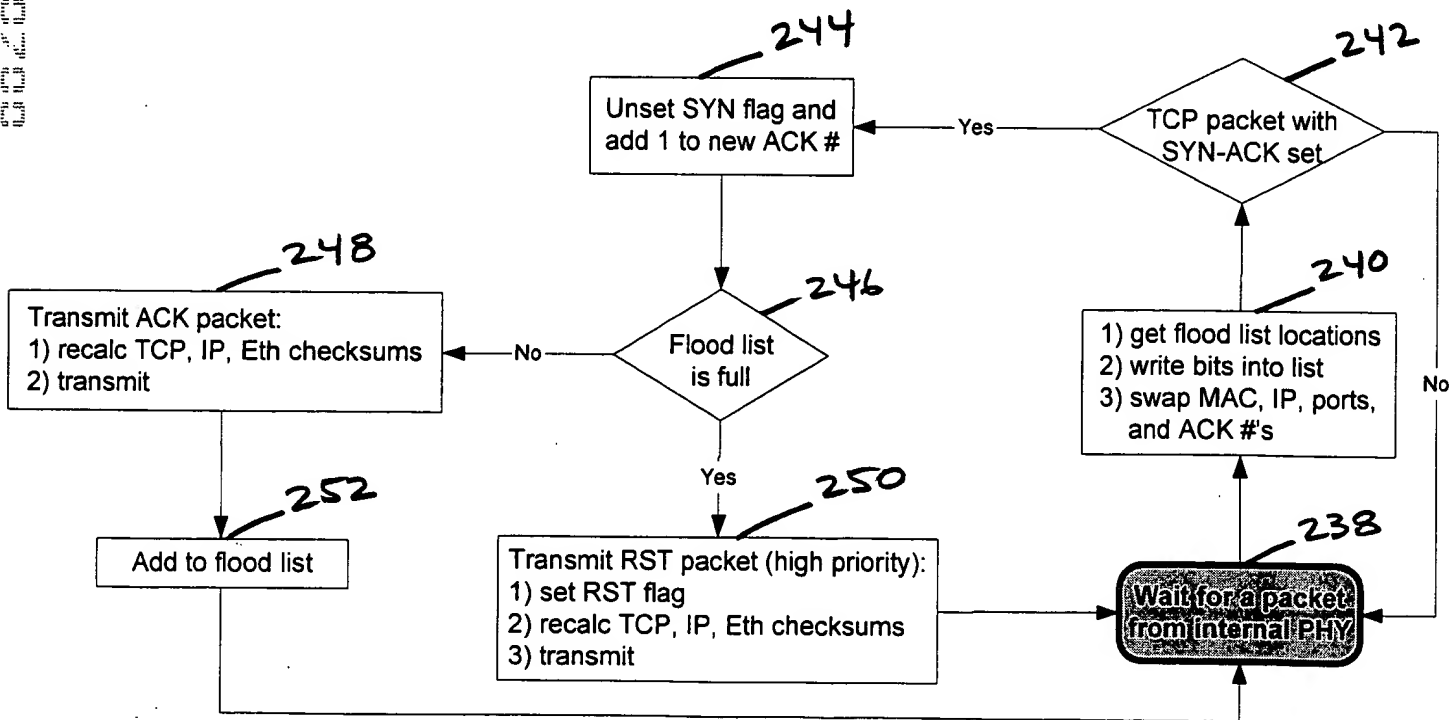 244
242
Unset SYN flag and
add 1 to new ACK #
Yes
TCP packet with
SYN-ACK set
248
246
240
Transmit ACK packet:
1) recalc TCP, IP, Eth checksums
2) transmit
No
Flood list
is full
1) get flood list locations
2) write bits into list
3) swap MAC, IP, ports,
and ACK #'s
No
Yes
252
250
238
Add to flood list
Transmit RST packet (high priority):
1) set RST flag
2) recalc TCP, IP, Eth checksums
3) transmit
Wait for a packet
from internal PHY